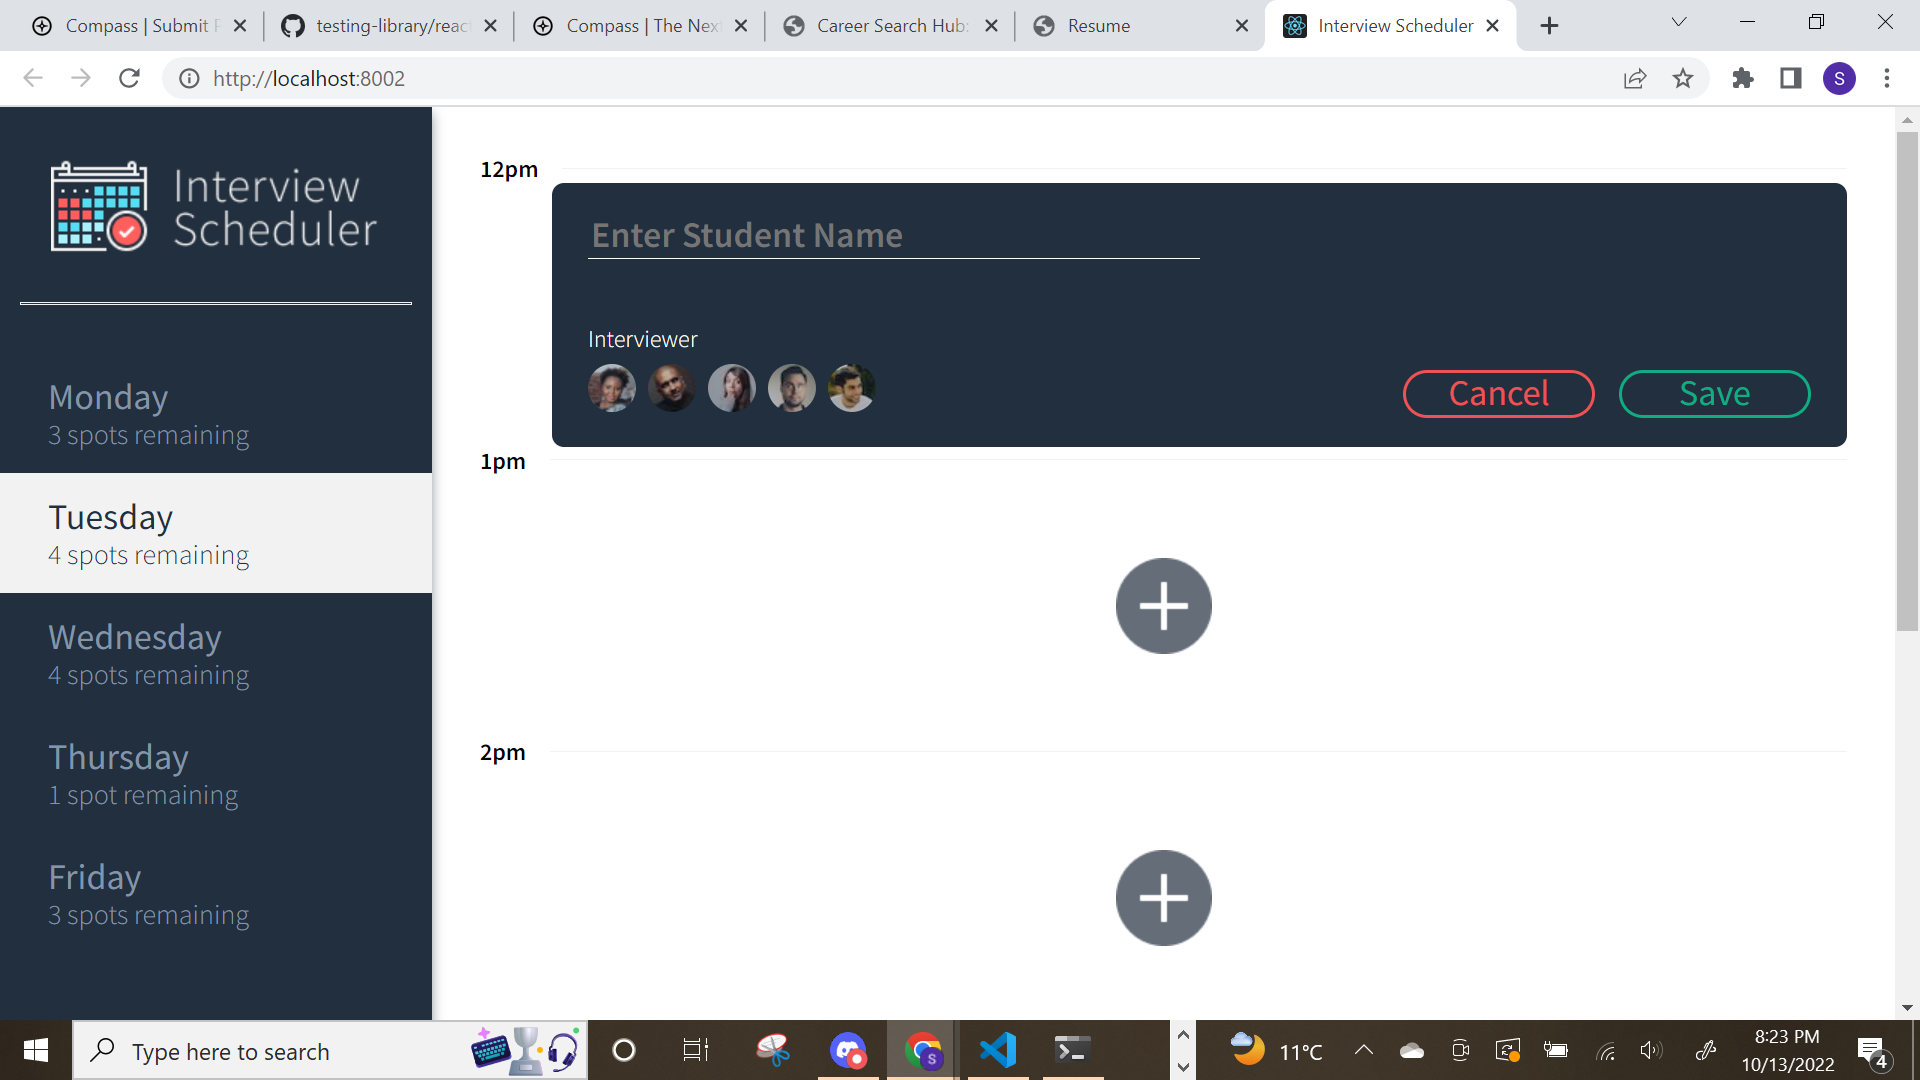 Compass | Submit
testing-library/reac
Compass | The Nex
Career Search Hub:
Resume
Interview Scheduler
http://localhost:8002
S
Interview
Scheduler
Monday
3 spots remaining
Tuesday
4 spots remaining
Wednesday
4 spots remaining
Thursday
1 spot remaining
Friday
3 spots remaining
12pm
Enter Student Name
Interviewer
Cancel
Save
1pm
2pm
Type here to search
S
11°C
8:23 PM
10/13/2022
4